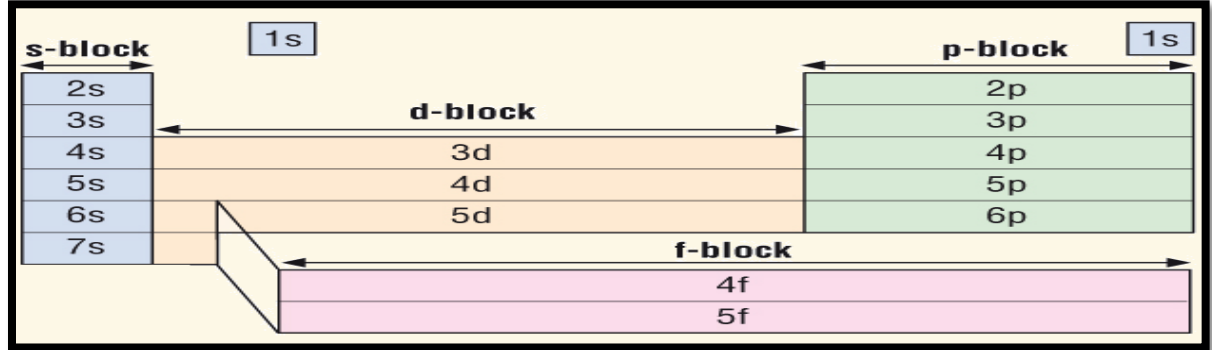 1s 1s
s-block p-block
2s 2p
3s d-block 3p
4s 3d 4p
5s 4d 5p
6s 5d 6p
7s f-block
4f
5f